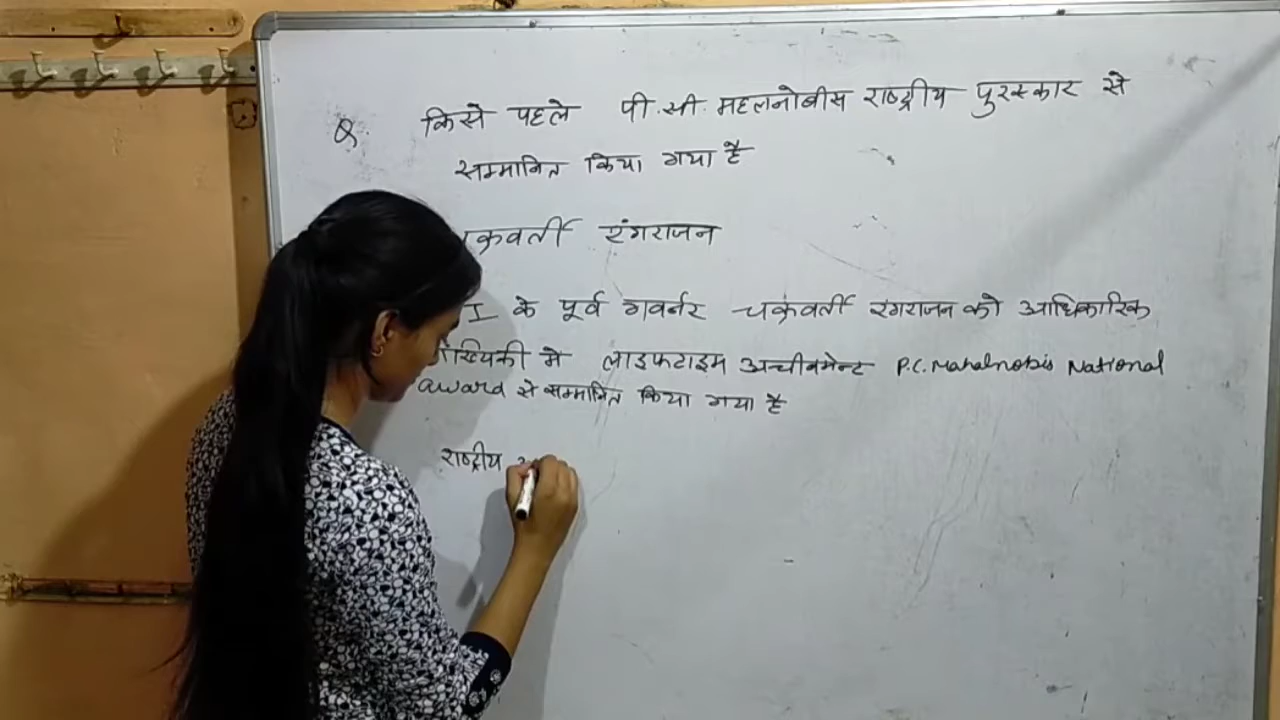 Q. किसे पहले पी.सी. महलनोबीस राष्ट्रीय पुरस्कार से
सम्मानित किया गया है
रंगराजन
I के पूर्व गवर्नर चक्रवर्ती रंगराजन को आधिकारिक
में लाइफटाइम अचीवमेन्ट P.C. Mahalnobis National
award से सम्मानित किया गया है
राष्ट्रीय